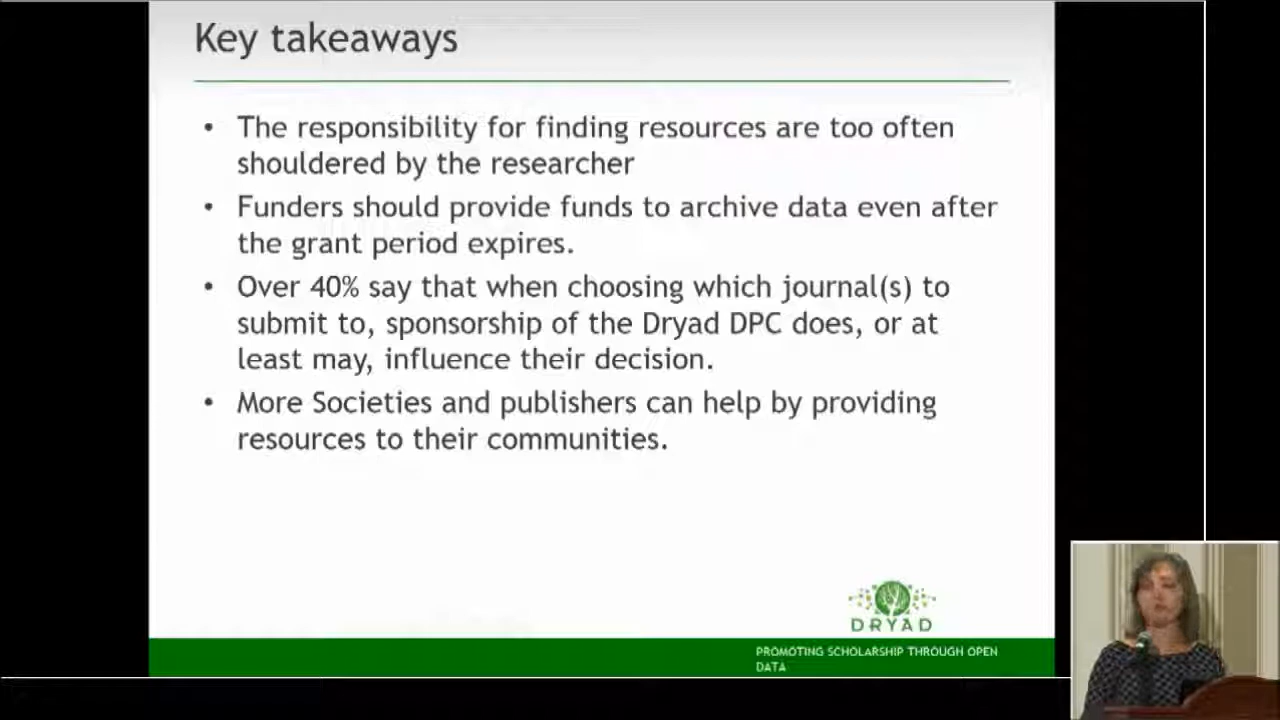 Key takeaways
• The responsibility for finding resources are too often
shouldered by the researcher
• Funders should provide funds to archive data even after
the grant period expires.
• Over 40% say that when choosing which journal(s) to
submit to, sponsorship of the Dryad DPC does, or at
least may, influence their decision.
• More Societies and publishers can help by providing
resources to their communities.
DRYAD
PROMOTING SCHOLARSHIP THROUGH OPEN
DATA